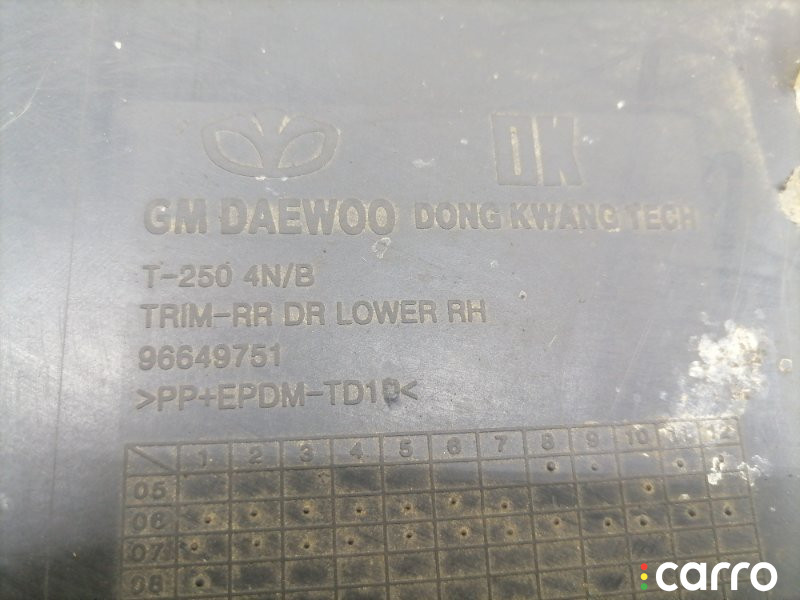 DK
GM DAEWOO DONG KWANG TECH
T-250 4N/B
TRIM-RR DR LOWER RH
96649751
>PP+EPDM-TD10<
1 2 3 4 5 6 7 8 9 10 11 12
05
06
07
08
carro